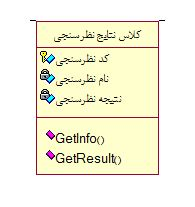 کلاس نتایج نظرسنجی
کد نظرسنجی
نام نظرسنجی
نتیجه نظرسنجی
GetInfo()
GetResult()